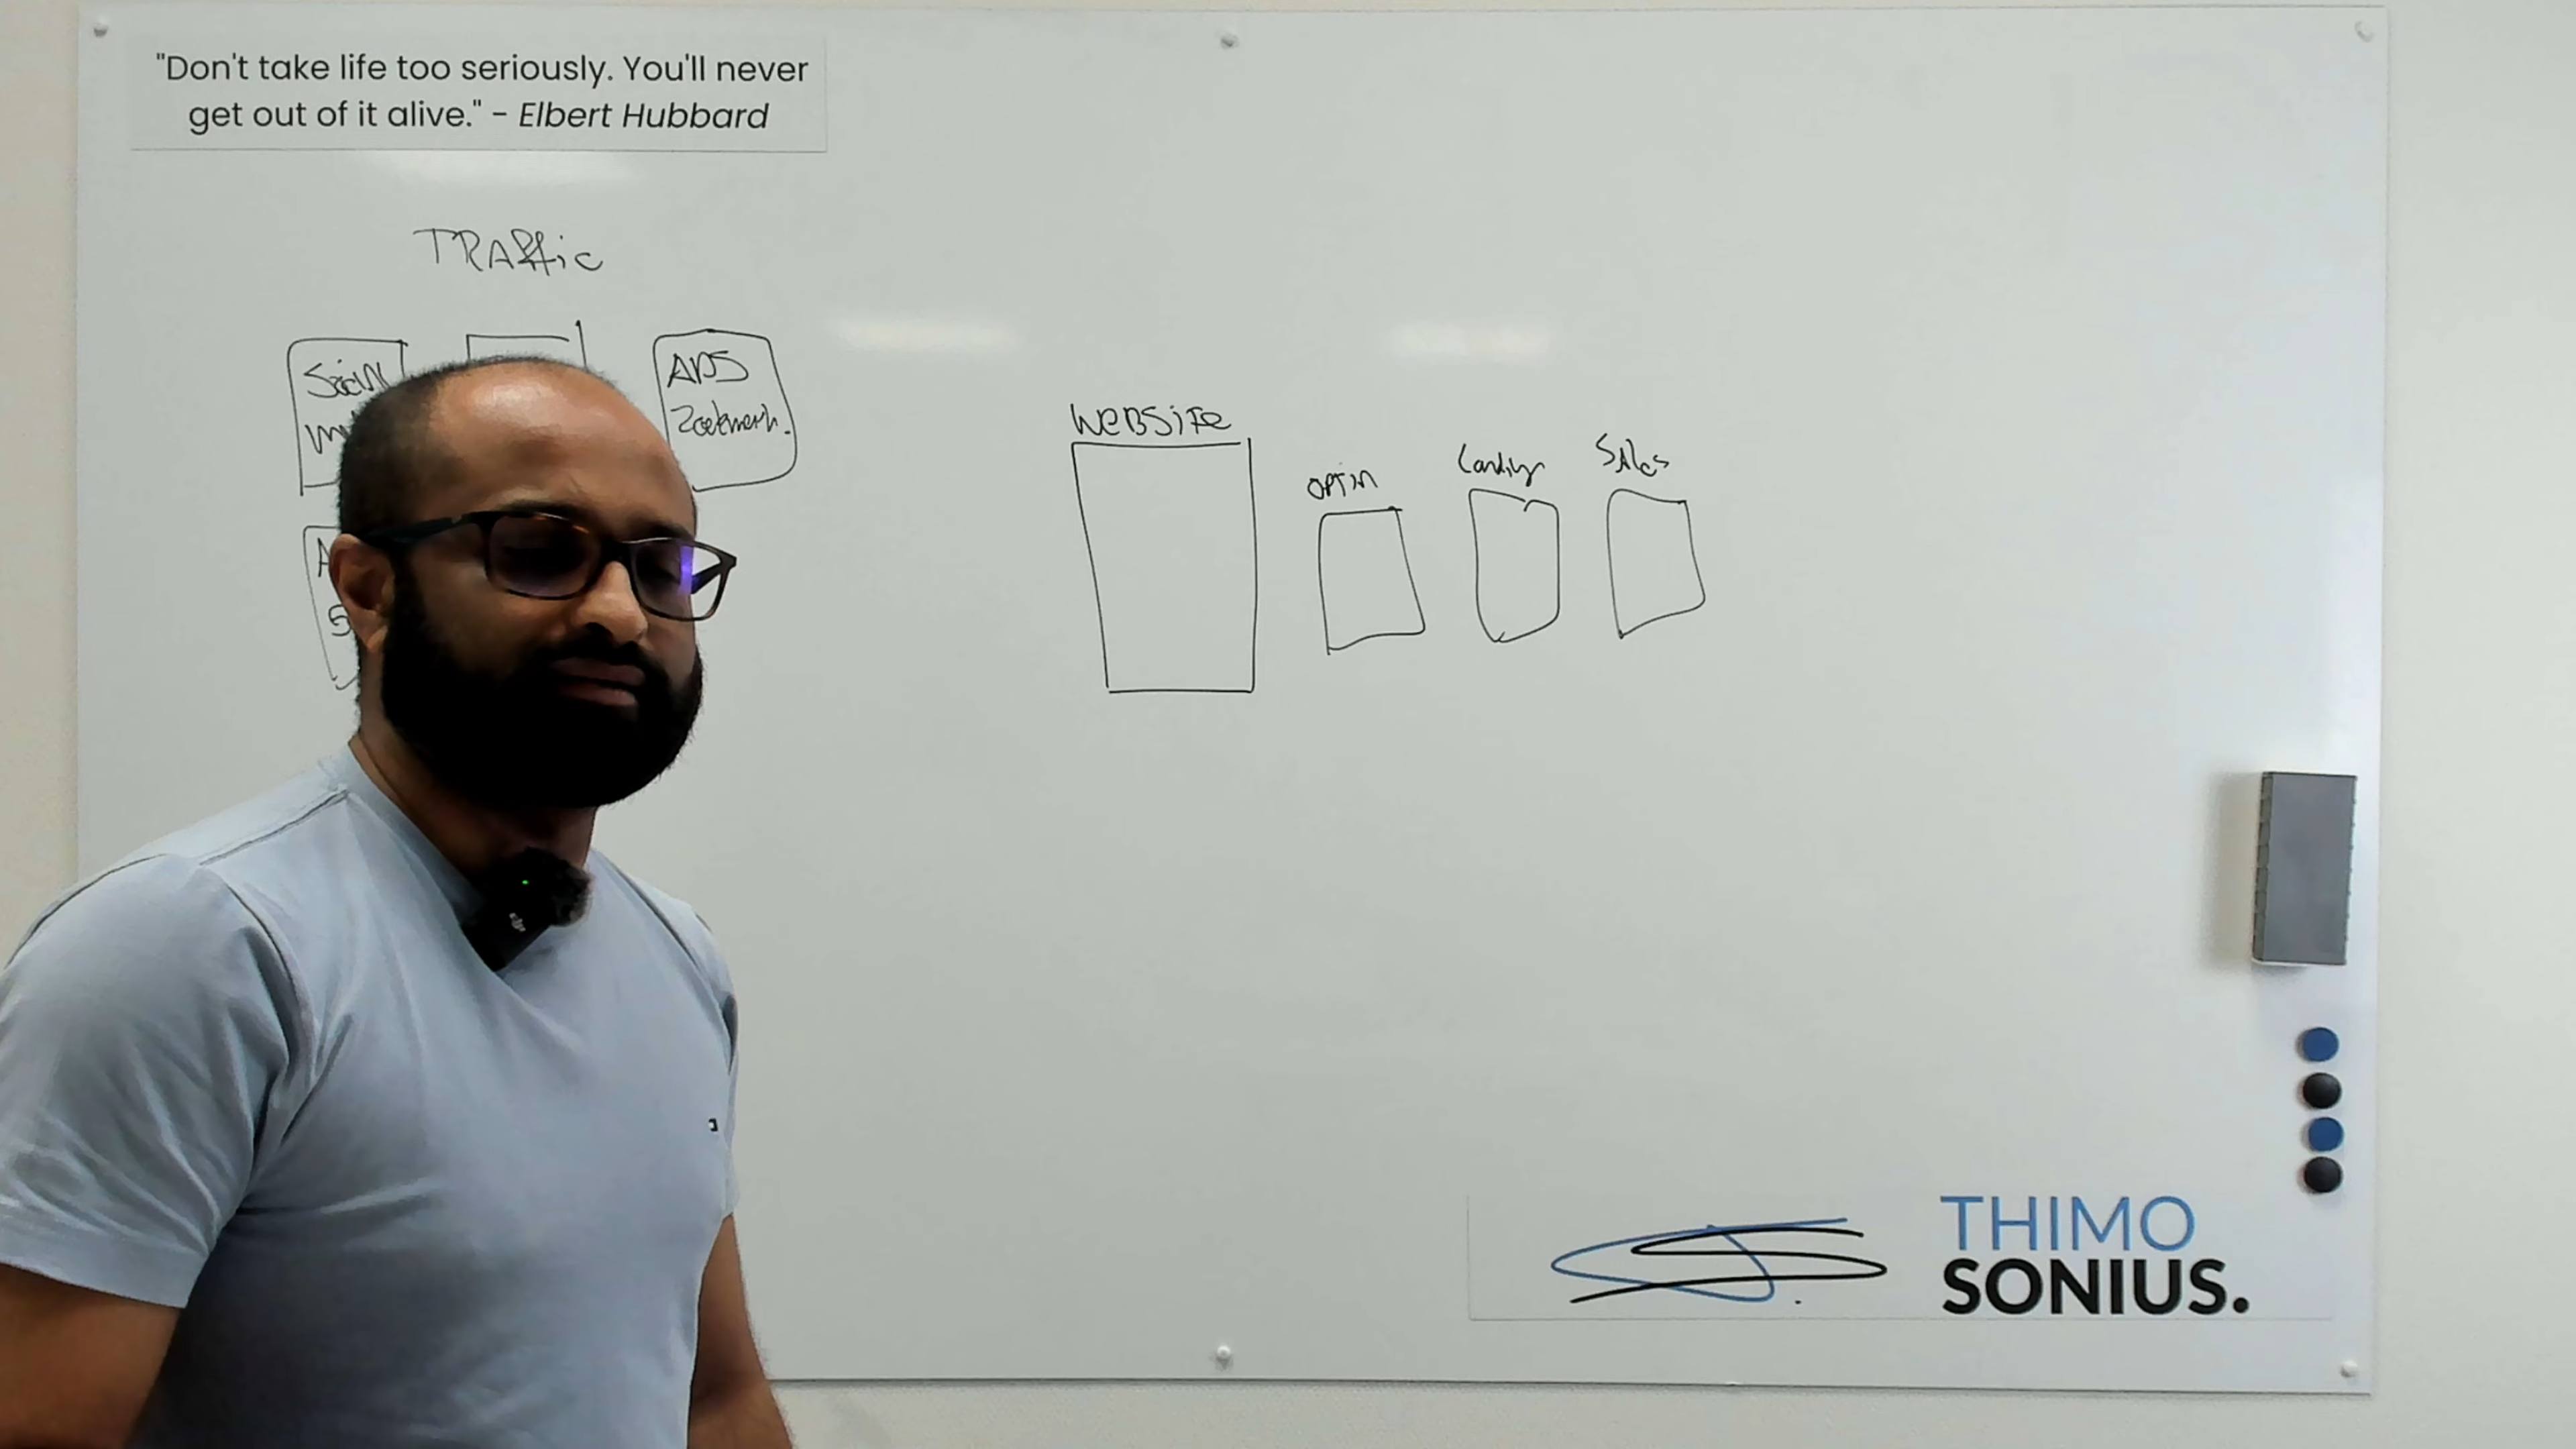 "Don't take life too seriously. You'll never
get out of it alive." - Elbert Hubbard
TRAffic
Social
ADS
Zoekmach.
WEBSiTE
OPTin
Landing
SAles
THIMO
SONIUS.